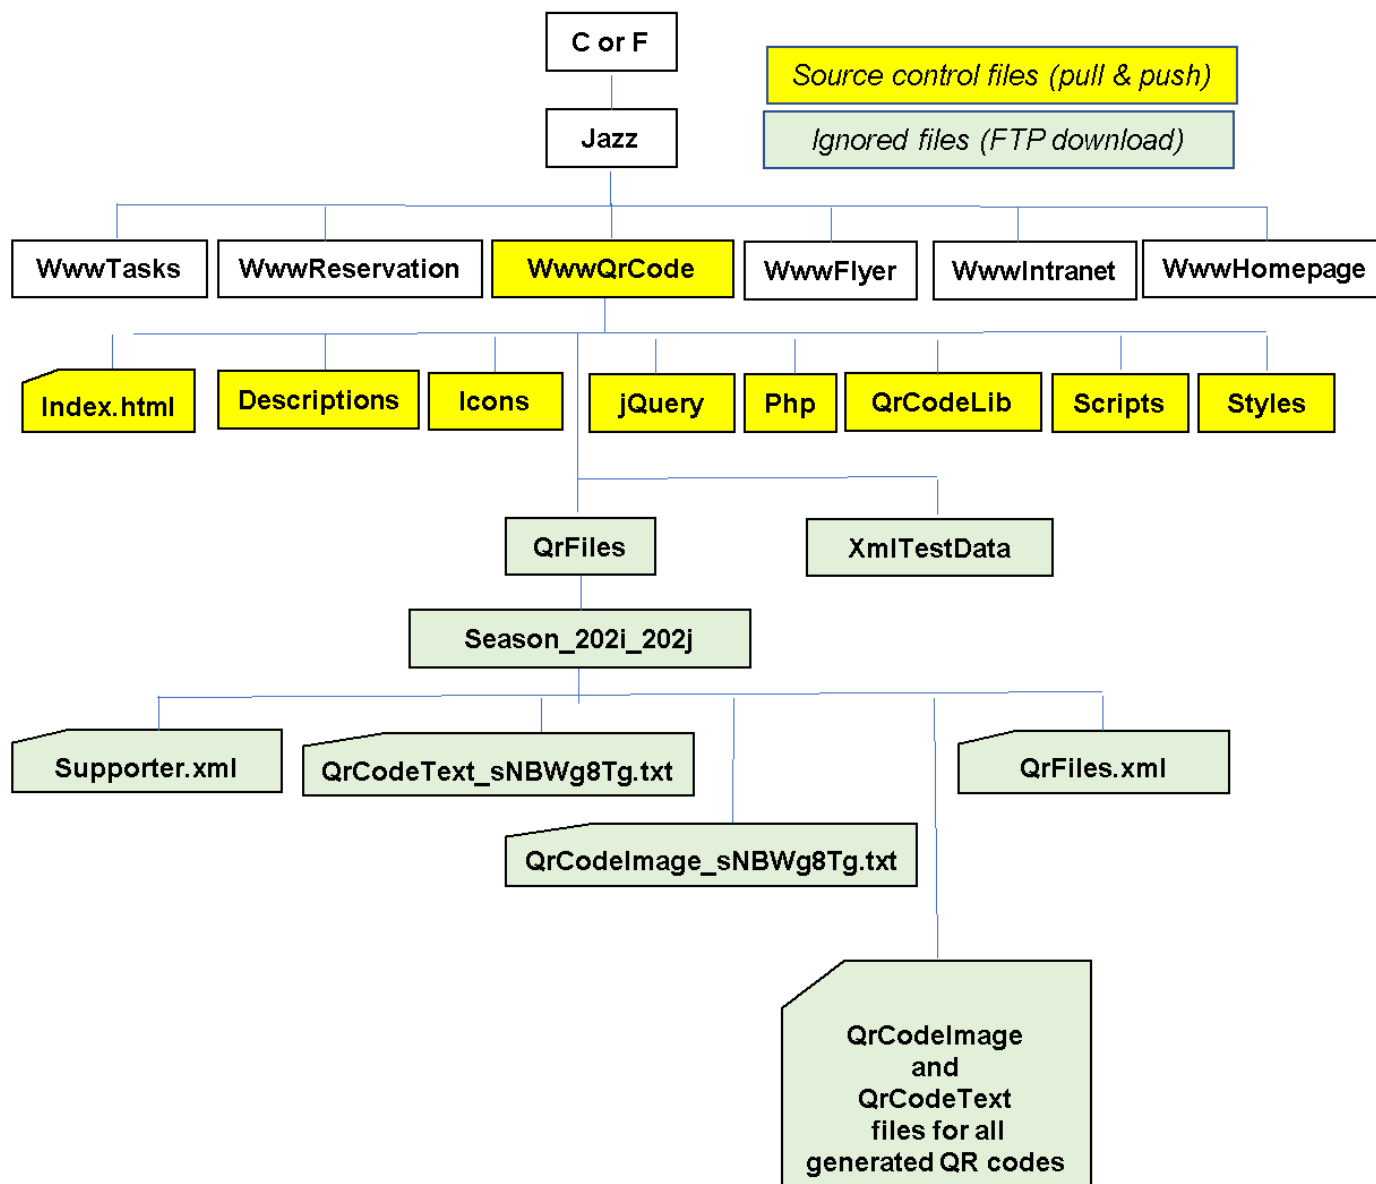 C or F
Source control files (pull & push)
Jazz
Ignored files (FTP download)
WwwTasks
WwwReservation
WwwQrCode
WwwFlyer
WwwIntranet
WwwHomepage
Index.html
Descriptions
Icons
jQuery
Php
QrCodeLib
Scripts
Styles
QrFiles
XmlTestData
Season_202i_202j
Supporter.xml
QrCodeText_sNBWg8Tg.txt
QrFiles.xml
QrCodeImage_sNBWg8Tg.txt
QrCodeImage
and
QrCodeText
files for all
generated QR codes